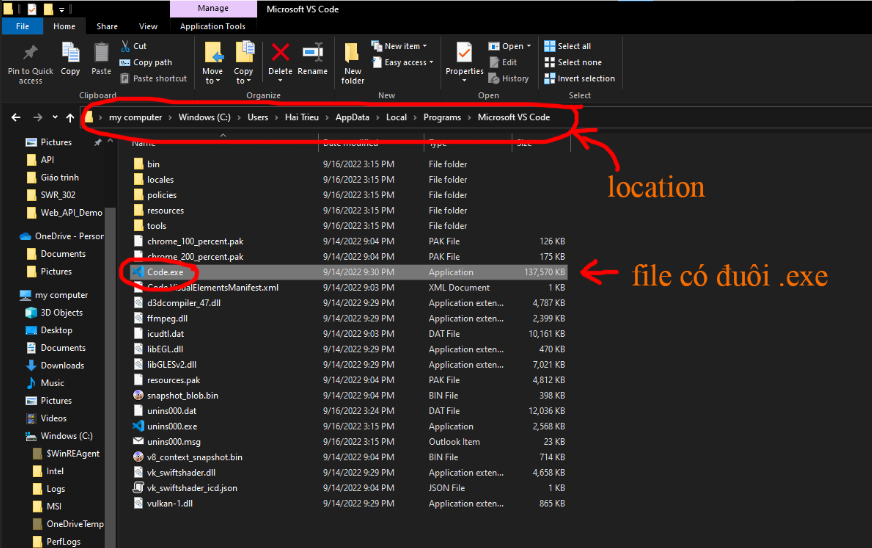 Manage
Microsoft VS Code
File
Home
Share
View
Application Tools
Pin to Quick access
Copy
Paste
Cut
Copy path
Paste shortcut
Clipboard
Move to
Copy to
Delete
Rename
Organize
New folder
New item
Easy access
New
Properties
Open
Edit
History
Open
Select all
Select none
Invert selection
Select
my computer > Windows (C:) > Users > Hai Trieu > AppData > Local > Programs > Microsoft VS Code
location
Name Date modified Type Size
bin 9/16/2022 3:15 PM File folder
locales 9/16/2022 3:15 PM File folder
policies 9/16/2022 3:15 PM File folder
resources 9/16/2022 3:15 PM File folder
tools 9/16/2022 3:15 PM File folder
chrome_100_percent.pak 9/14/2022 9:04 PM PAK File 126 KB
chrome_200_percent.pak 9/14/2022 9:04 PM PAK File 175 KB
Code.exe 9/14/2022 9:30 PM Application 137,570 KB
file có đuôi .exe
Code.VisualElementsManifest.xml 9/14/2022 9:03 PM XML Document 1 KB
d3dcompiler_47.dll 9/14/2022 9:29 PM Application exten... 4,787 KB
ffmpeg.dll 9/14/2022 9:29 PM Application exten... 2,399 KB
icudtl.dat 9/14/2022 9:03 PM DAT File 10,161 KB
libEGL.dll 9/14/2022 9:29 PM Application exten... 470 KB
libGLESv2.dll 9/14/2022 9:29 PM Application exten... 7,021 KB
resources.pak 9/14/2022 9:04 PM PAK File 4,812 KB
snapshot_blob.bin 9/14/2022 9:04 PM BIN File 398 KB
unins000.dat 9/16/2022 3:24 PM DAT File 12,036 KB
unins000.exe 9/16/2022 3:15 PM Application 2,568 KB
unins000.msg 9/16/2022 3:15 PM Outlook Item 23 KB
v8_context_snapshot.bin 9/14/2022 9:04 PM BIN File 714 KB
vk_swiftshader.dll 9/14/2022 9:29 PM Application exten... 4,658 KB
vk_swiftshader_icd.json 9/14/2022 9:04 PM JSON File 1 KB
vulkan-1.dll 9/14/2022 9:29 PM Application exten... 865 KB
Pictures
API
Giáo trình
SWR_302
Web_API_Demo
OneDrive - Person
Documents
Pictures
my computer
3D Objects
Desktop
Documents
Downloads
Music
Pictures
Videos
Windows (C:)
$WinREAgent
Intel
Logs
MSI
OneDriveTemp
PerfLogs